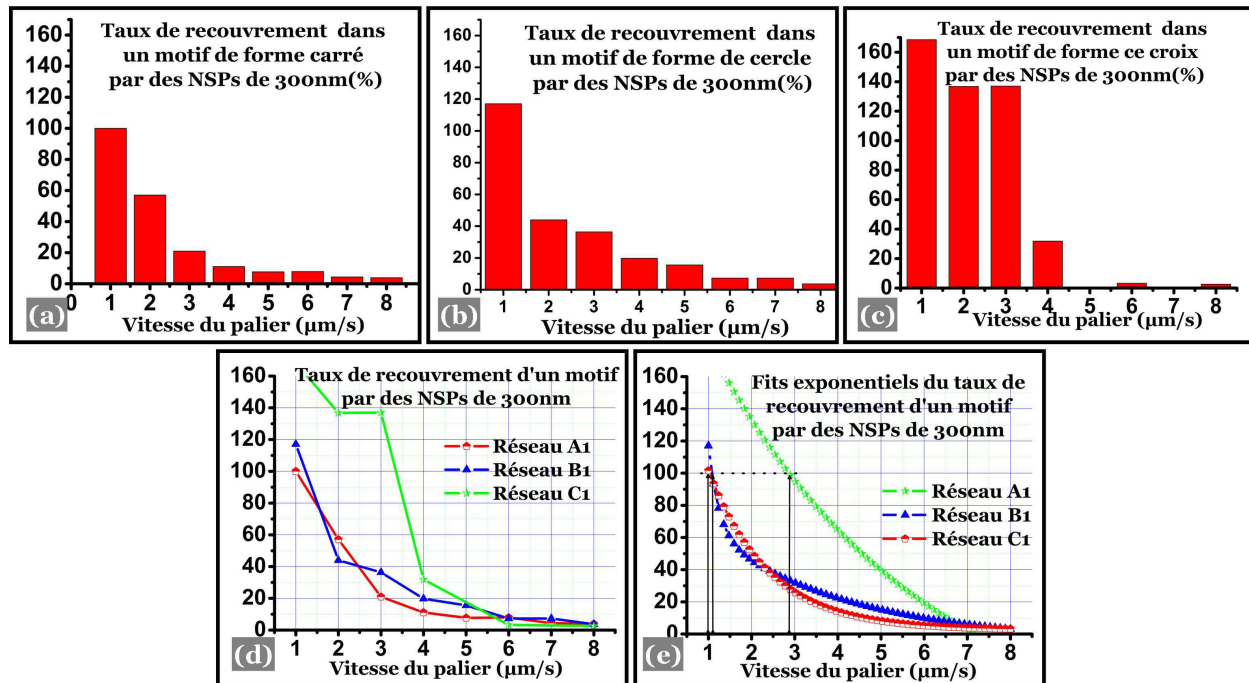 Taux de recouvrement dans
un motif de forme carré
par des NSPs de 300nm(%)
160
140
120
100
80
60
40
20
0
0 1 2 3 4 5 6 7 8
Vitesse du palier (µm/s)
(a)
Taux de recouvrement dans
un motif de forme de cercle
par des NSPs de 300nm(%)
160
140
120
100
80
60
40
20
0
1 2 3 4 5 6 7 8
Vitesse du palier (µm/s)
(b)
Taux de recouvrement dans
un motif de forme ce croix
par des NSPs de 300nm(%)
160
140
120
100
80
60
40
20
0
1 2 3 4 5 6 7 8
Vitesse du palier (µm/s)
(c)
Taux de recouvrement d'un motif
par des NSPs de 300nm
160
140
120
100
80
60
40
20
0
Réseau A1
Réseau B1
Réseau C1
1 2 3 4 5 6 7 8
Vitesse du palier (µm/s)
(d)
Fits exponentiels du taux de
recouvrement d'un motif
par des NSPs de 300nm
160
140
120
100
80
60
40
20
0
Réseau A1
Réseau B1
Réseau C1
1 2 3 4 5 6 7 8
Vitesse du palier (µm/s)
(e)